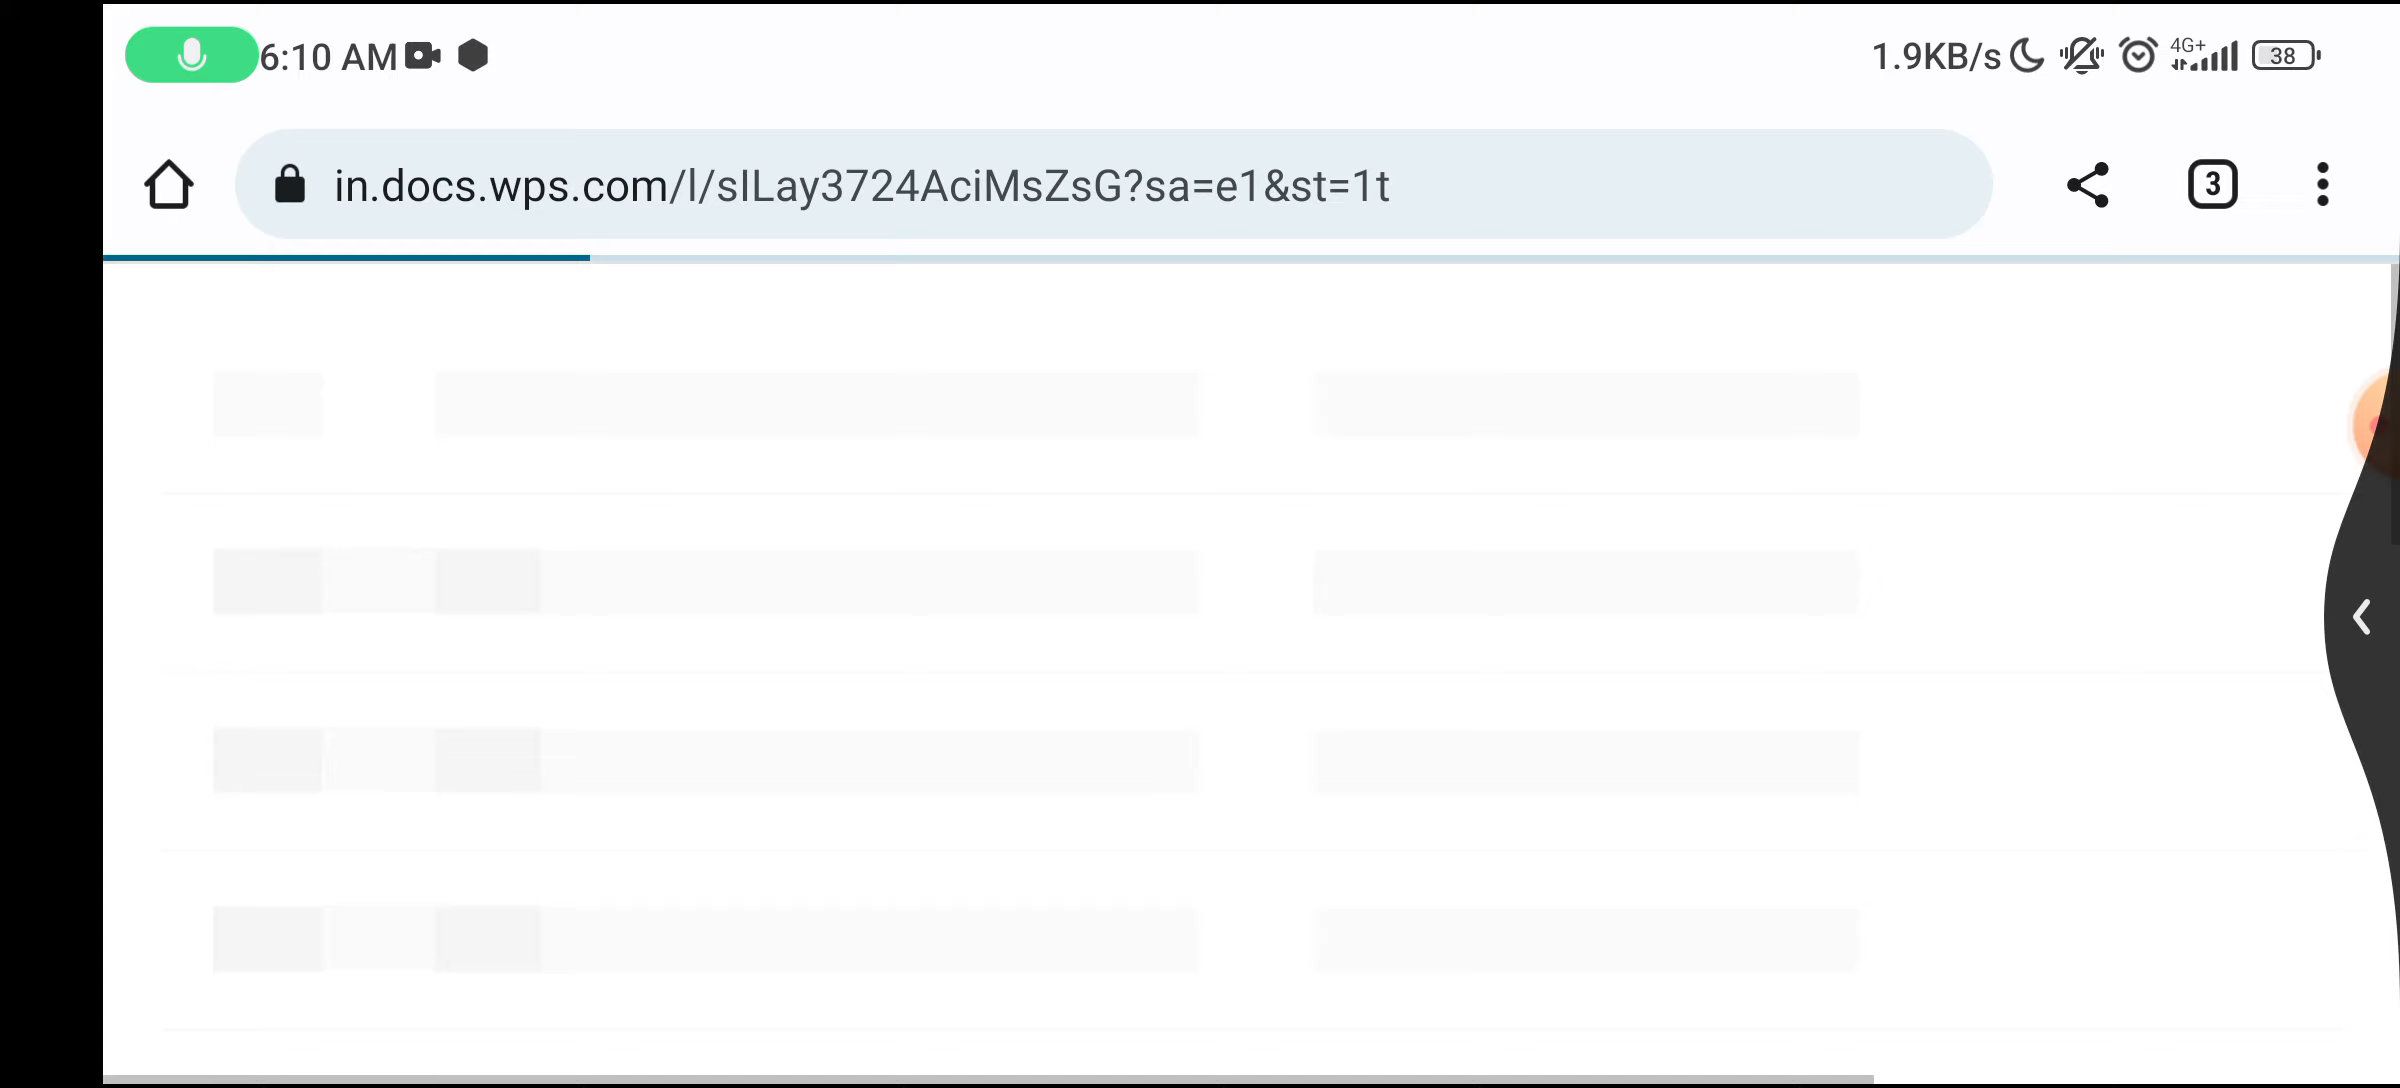 6:10 AM
1.9KB/s
4G+
38
in.docs.wps.com/l/sILay3724AciMsZsG?sa=e1&st=1t
3